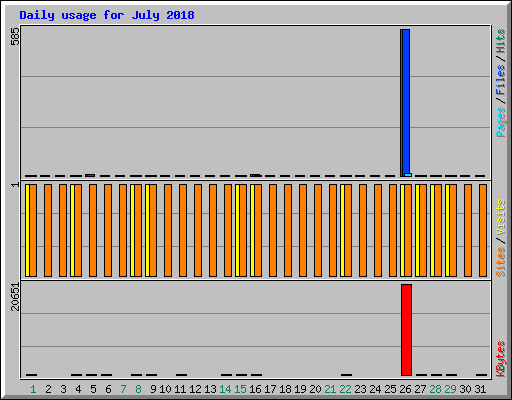 Daily usage for July 2018
585
Pages / Files / Hits
1
Sites / Visits
20651
KBytes
1 2 3 4 5 6 7 8 9 10 11 12 13 14 15 16 17 18 19 20 21 22 23 24 25 26 27 28 29 30 31